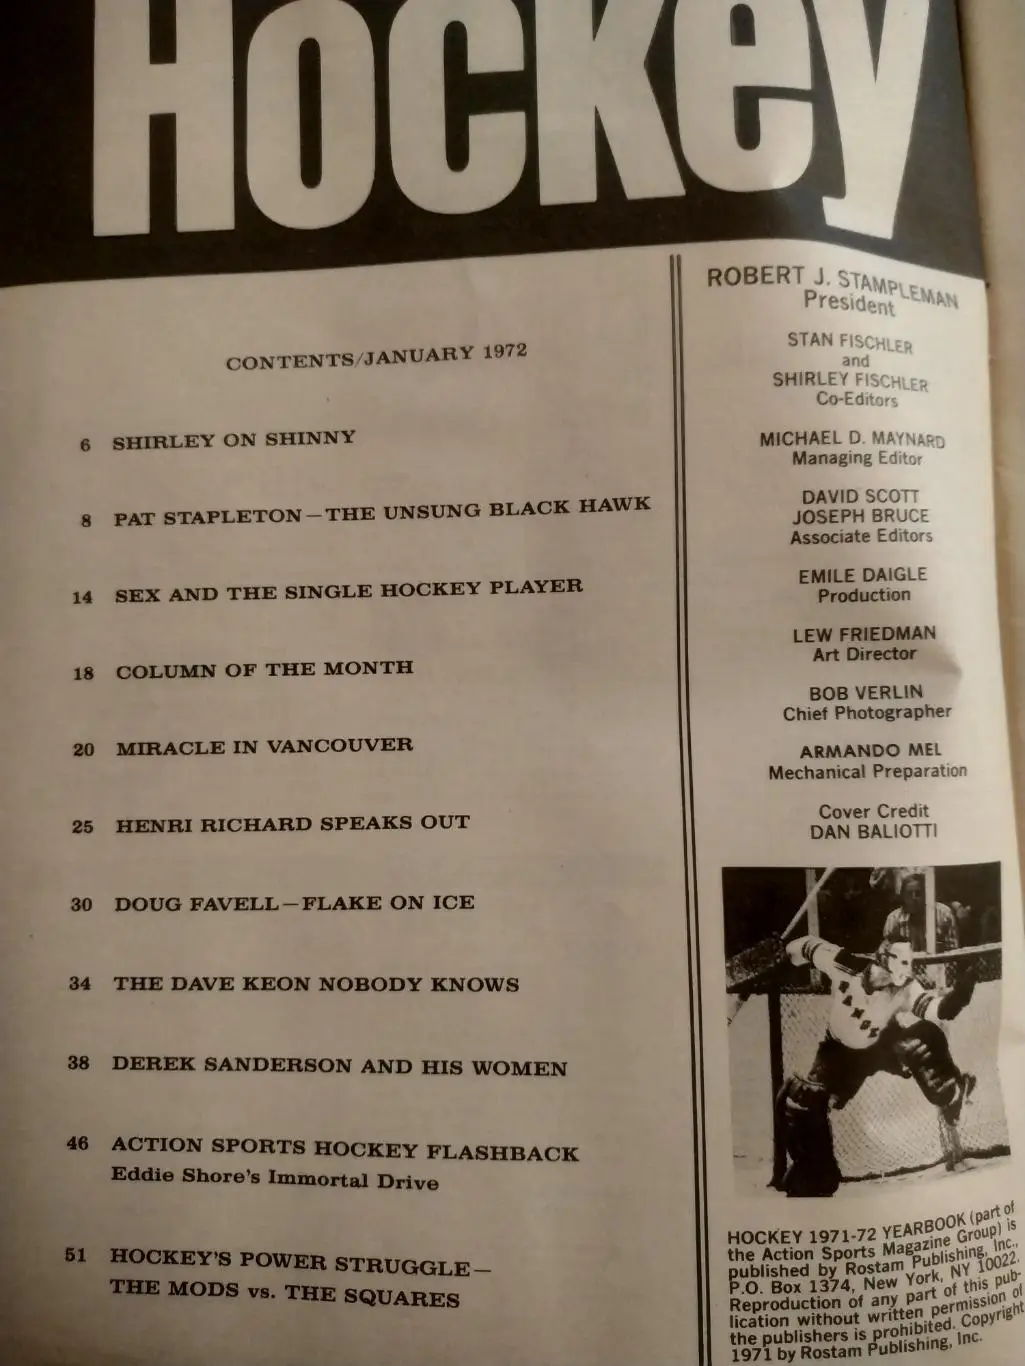 Hockey
CONTENTS/JANUARY 1972
6 SHIRLEY ON SHINNY
8 PAT STAPLETON—THE UNSUNG BLACK HAWK
14 SEX AND THE SINGLE HOCKEY PLAYER
18 COLUMN OF THE MONTH
20 MIRACLE IN VANCOUVER
25 HENRI RICHARD SPEAKS OUT
30 DOUG FAVELL—FLAKE ON ICE
34 THE DAVE KEON NOBODY KNOWS
38 DEREK SANDERSON AND HIS WOMEN
46 ACTION SPORTS HOCKEY FLASHBACK
Eddie Shore's Immortal Drive
51 HOCKEY'S POWER STRUGGLE—
THE MODS vs. THE SQUARES
ROBERT J. STAMPLEMAN
President
STAN FISCHLER
and
SHIRLEY FISCHLER
Co-Editors
MICHAEL D. MAYNARD
Managing Editor
DAVID SCOTT
JOSEPH BRUCE
Associate Editors
EMILE DAIGLE
Production
LEW FRIEDMAN
Art Director
BOB VERLIN
Chief Photographer
ARMANDO MEL
Mechanical Preparation
Cover Credit
DAN BALIOTTI
HOCKEY 1971-72 YEARBOOK (part of
the Action Sports Magazine Group) is
published by Rostam Publishing, Inc.,
P.O. Box 1374, New York, NY 10022.
Reproduction of any part of this pub-
lication without written permission of
the publishers is prohibited. Copyright
1971 by Rostam Publishing, Inc.